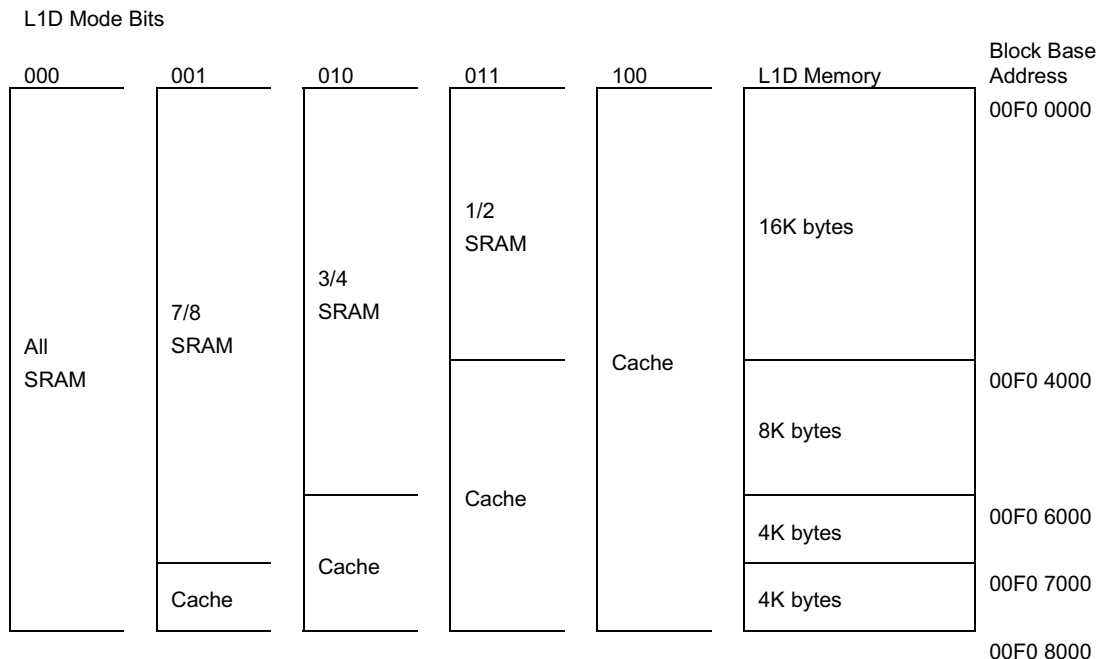 L1D Mode Bits
Block Base
000 001 010 011 100 L1D Memory Address
00F0 0000
1/2
SRAM
16K bytes
3/4
SRAM
7/8
SRAM
All
SRAM
Cache
00F0 4000
8K bytes
Cache
00F0 6000
4K bytes
Cache
00F0 7000
Cache
4K bytes
00F0 8000